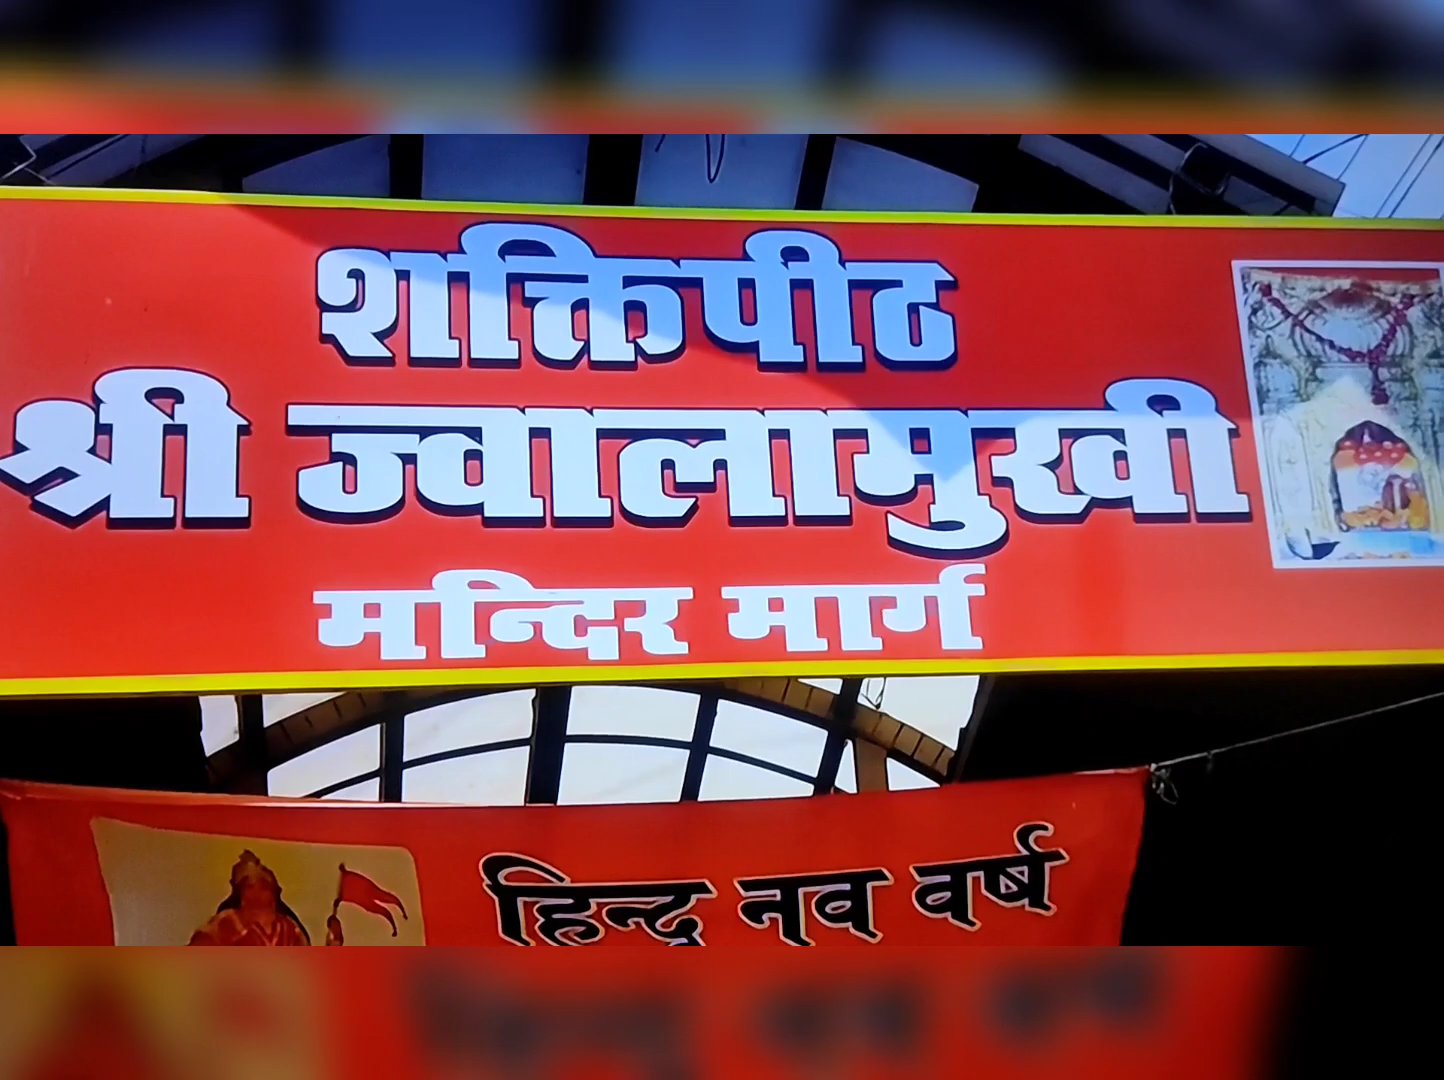 शक्तिपीठ
श्री ज्वालामुखी
मन्दिर मार्ग
हिन्दु नव वर्ष